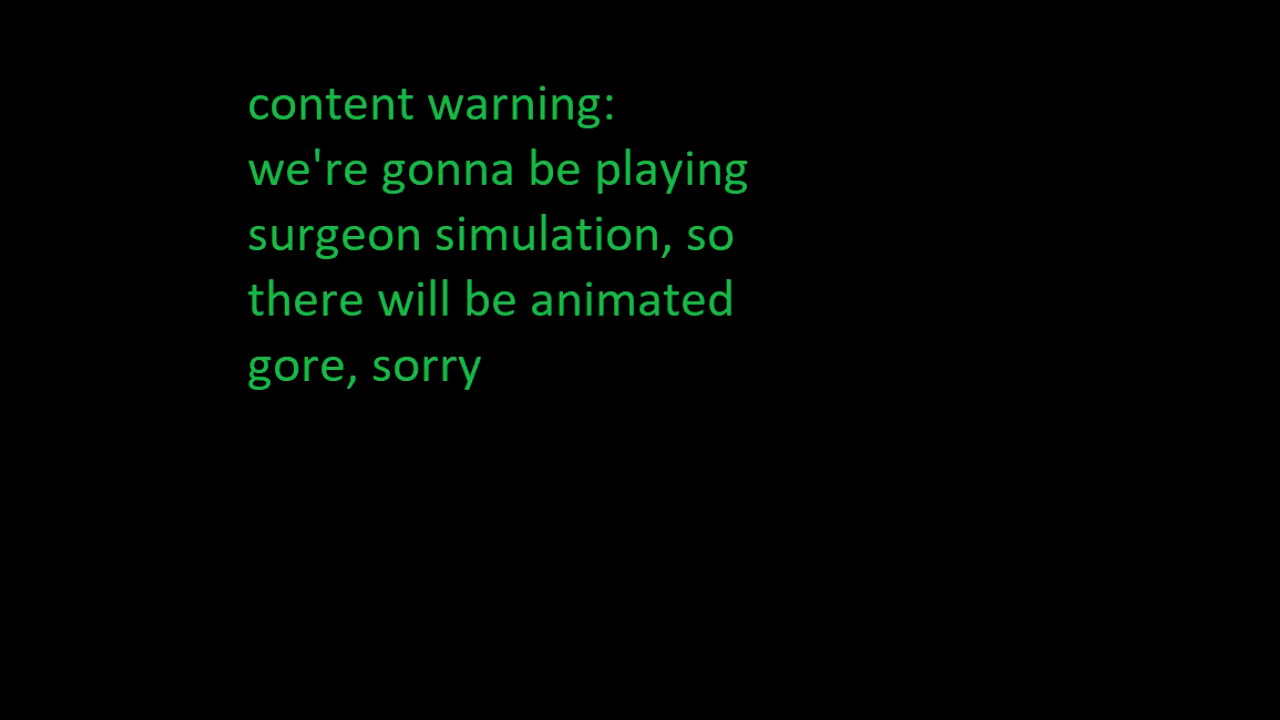 content warning:
we're gonna be playing
surgeon simulation, so
there will be animated
gore, sorry